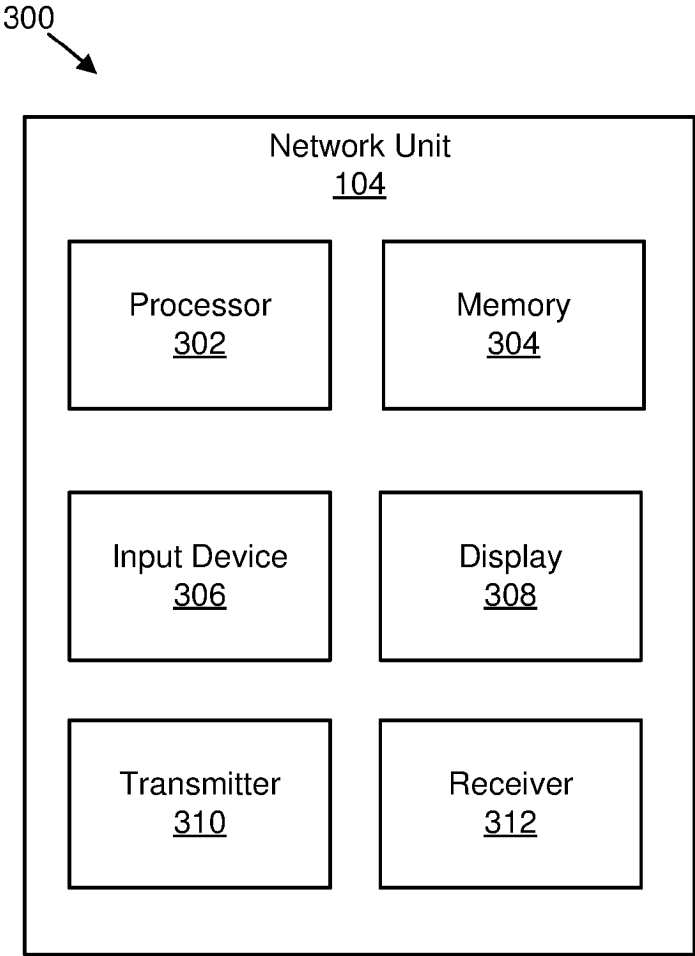 300
Network Unit
104
Processor
302
Memory
304
Input Device
306
Display
308
Transmitter
310
Receiver
312